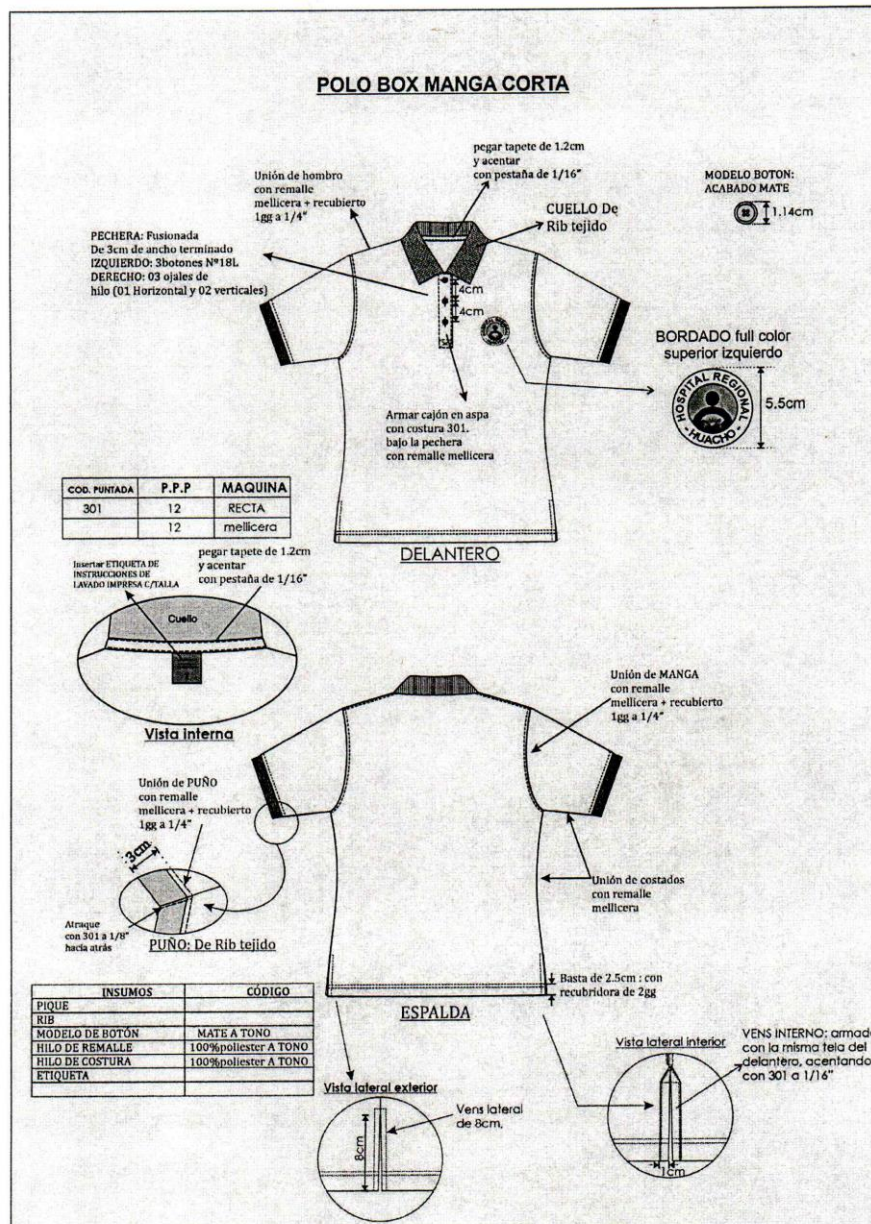 POLO BOX MANGA CORTA
pegar tapete de 1.2cm
y acentar
con pestaña de 1/16"
Unión de hombro
con remalle
mellicera + recubierto
1gg a 1/4"
MODELO BOTON:
ACABADO MATE
1.14cm
CUELLO De
Rib tejido
PECHERA: Fusionada
De 3cm de ancho terminado
IZQUIERDO: 3botones Nº18L
DERECHO: 03 ojales de
hilo (01 Horizontal y 02 verticales)
4cm
4cm
BORDADO full color
superior izquierdo
HOSPITAL REGIONAL
- HUACHO -
5.5cm
Armar cajón en aspa
con costura 301.
bajo la pechera
con remalle mellicera
COD. PUNTADA P.P.P MAQUINA
301 12 RECTA
12 mellicera
DELANTERO
Insertar ETIQUETA DE
INSTRUCCIONES DE
LAVADO IMPRESA C/TALLA
pegar tapete de 1.2cm
y acentar
con pestaña de 1/16"
Cuello
Vista interna
Unión de MANGA
con remalle
mellicera + recubierto
1gg a 1/4"
Unión de PUÑO
con remalle
mellicera + recubierto
1gg a 1/4"
3cm
Atraque
con 301 a 1/8"
hacia atrás
PUÑO: De Rib tejido
Unión de costados
con remalle
mellicera
Basta de 2.5cm : con
recubridora de 2gg
ESPALDA
INSUMOS CÓDIGO
PIQUE
RIB
MODELO DE BOTÓN MATE A TONO
HILO DE REMALLE 100%poliester A TONO
HILO DE COSTURA 100%poliester A TONO
ETIQUETA
Vista lateral exterior
Vens lateral
de 8cm,
8cm
Vista lateral interior
VENS INTERNO: armado
con la misma tela del
delantero, acentando
con 301 a 1/16"
1cm